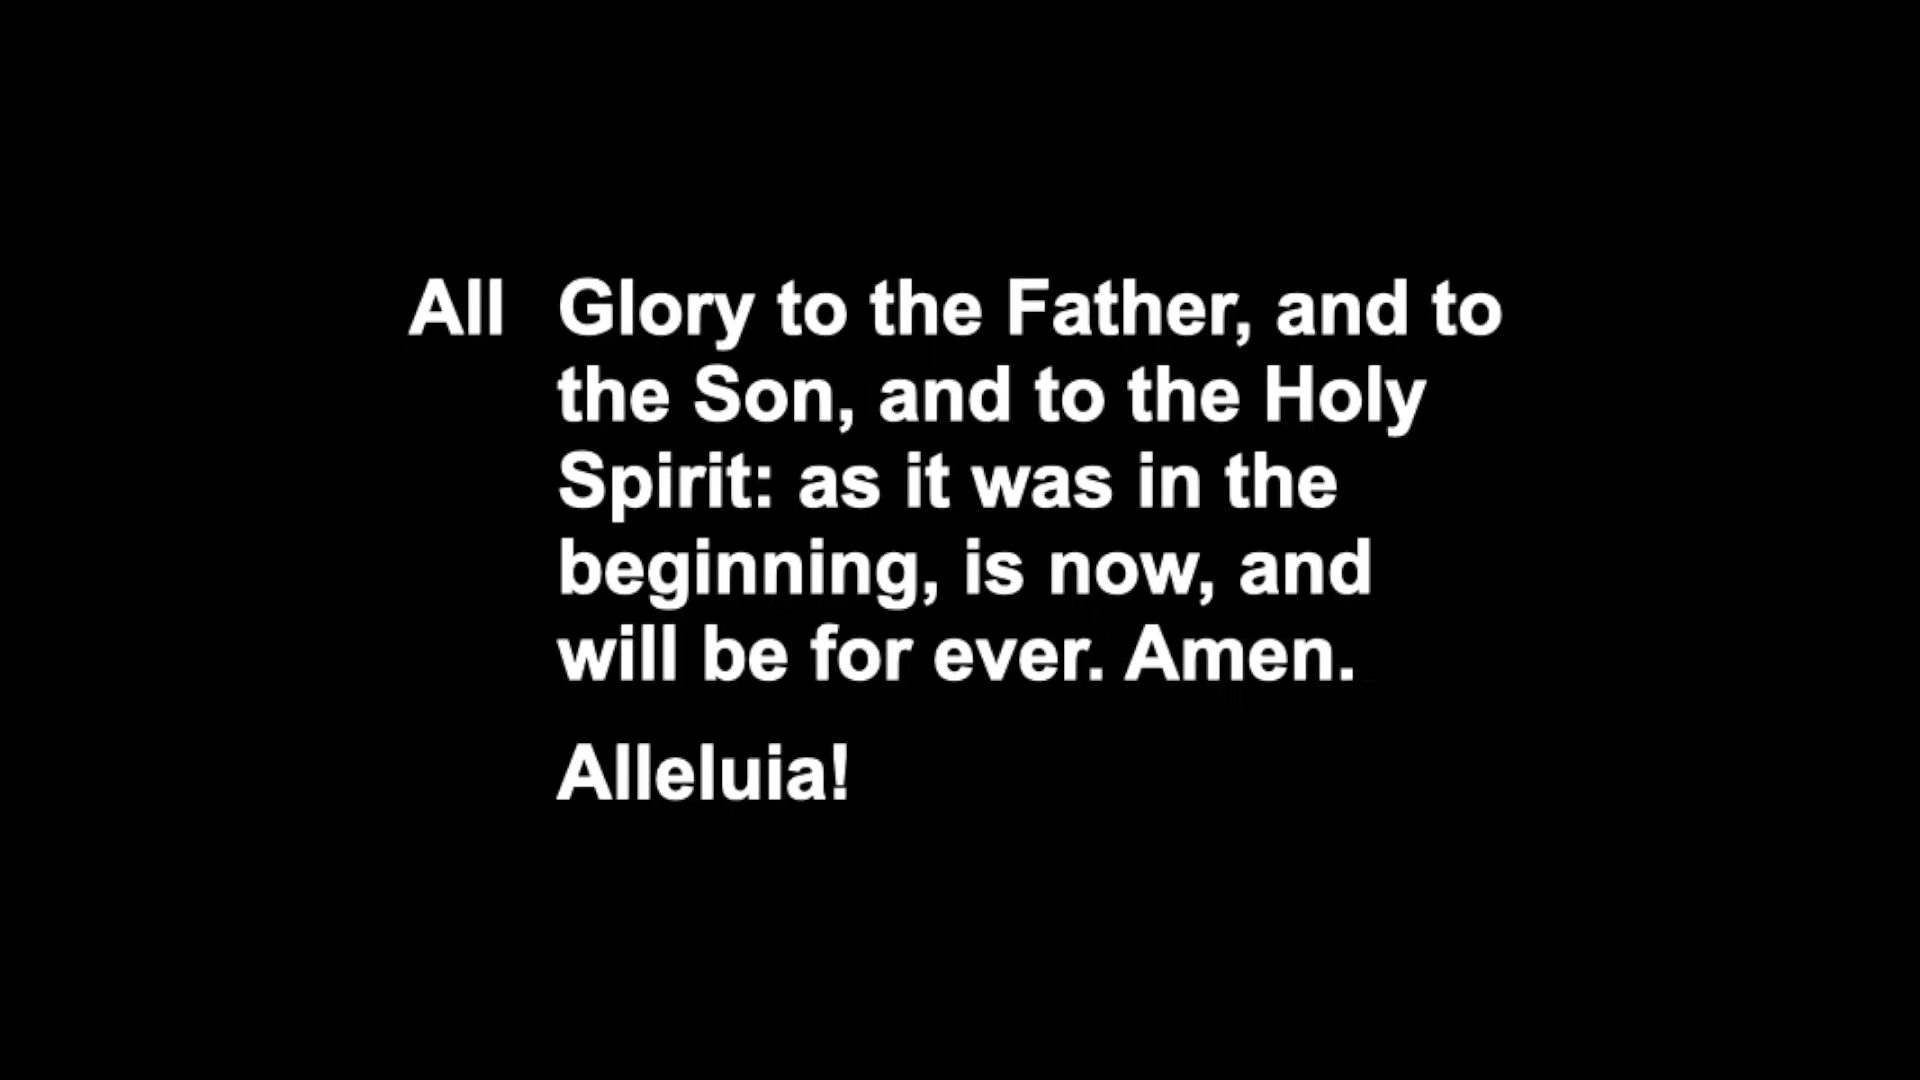 All Glory to the Father, and to
the Son, and to the Holy
Spirit: as it was in the
beginning, is now, and
will be for ever. Amen.
Alleluia!